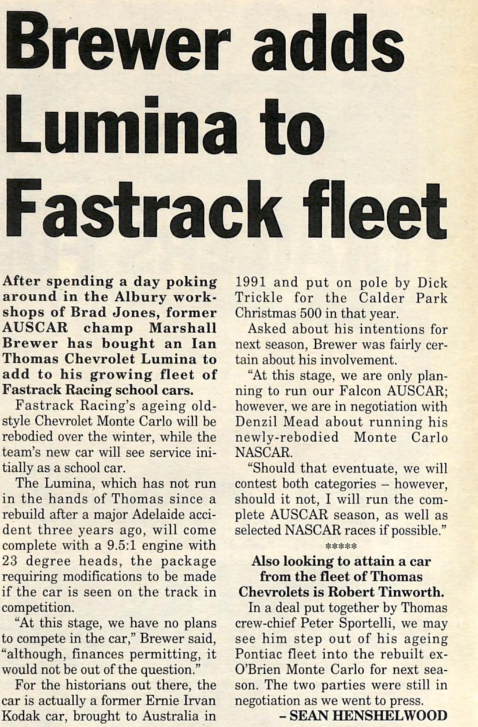 Brewer adds
Lumina to
Fastrack fleet
After spending a day poking
around in the Albury work-
shops of Brad Jones, former
AUSCAR champ Marshall
Brewer has bought an Ian
Thomas Chevrolet Lumina to
add to his growing fleet of
Fastrack Racing school cars.
Fastrack Racing's ageing old-
style Chevrolet Monte Carlo will be
rebodied over the winter, while the
team's new car will see service ini-
tially as a school car.
The Lumina, which has not run
in the hands of Thomas since a
rebuild after a major Adelaide acci-
dent three years ago, will come
complete with a 9.5:1 engine with
23 degree heads, the package
requiring modifications to be made
if the car is seen on the track in
competition.
"At this stage, we have no plans
to compete in the car," Brewer said,
"although, finances permitting, it
would not be out of the question."
For the historians out there, the
car is actually a former Ernie Irvan
Kodak car, brought to Australia in
1991 and put on pole by Dick
Trickle for the Calder Park
Christmas 500 in that year.
Asked about his intentions for
next season, Brewer was fairly cer-
tain about his involvement.
"At this stage, we are only plan-
ning to run our Falcon AUSCAR;
however, we are in negotiation with
Denzil Mead about running his
newly-rebodied Monte Carlo
NASCAR.
"Should that eventuate, we will
contest both categories – however,
should it not, I will run the com-
plete AUSCAR season, as well as
selected NASCAR races if possible."
*****
Also looking to attain a car
from the fleet of Thomas
Chevrolets is Robert Tinworth.
In a deal put together by Thomas
crew-chief Peter Sportelli, we may
see him step out of his ageing
Pontiac fleet into the rebuilt ex-
O'Brien Monte Carlo for next sea-
son. The two parties were still in
negotiation as we went to press.
– SEAN HENSHELWOOD